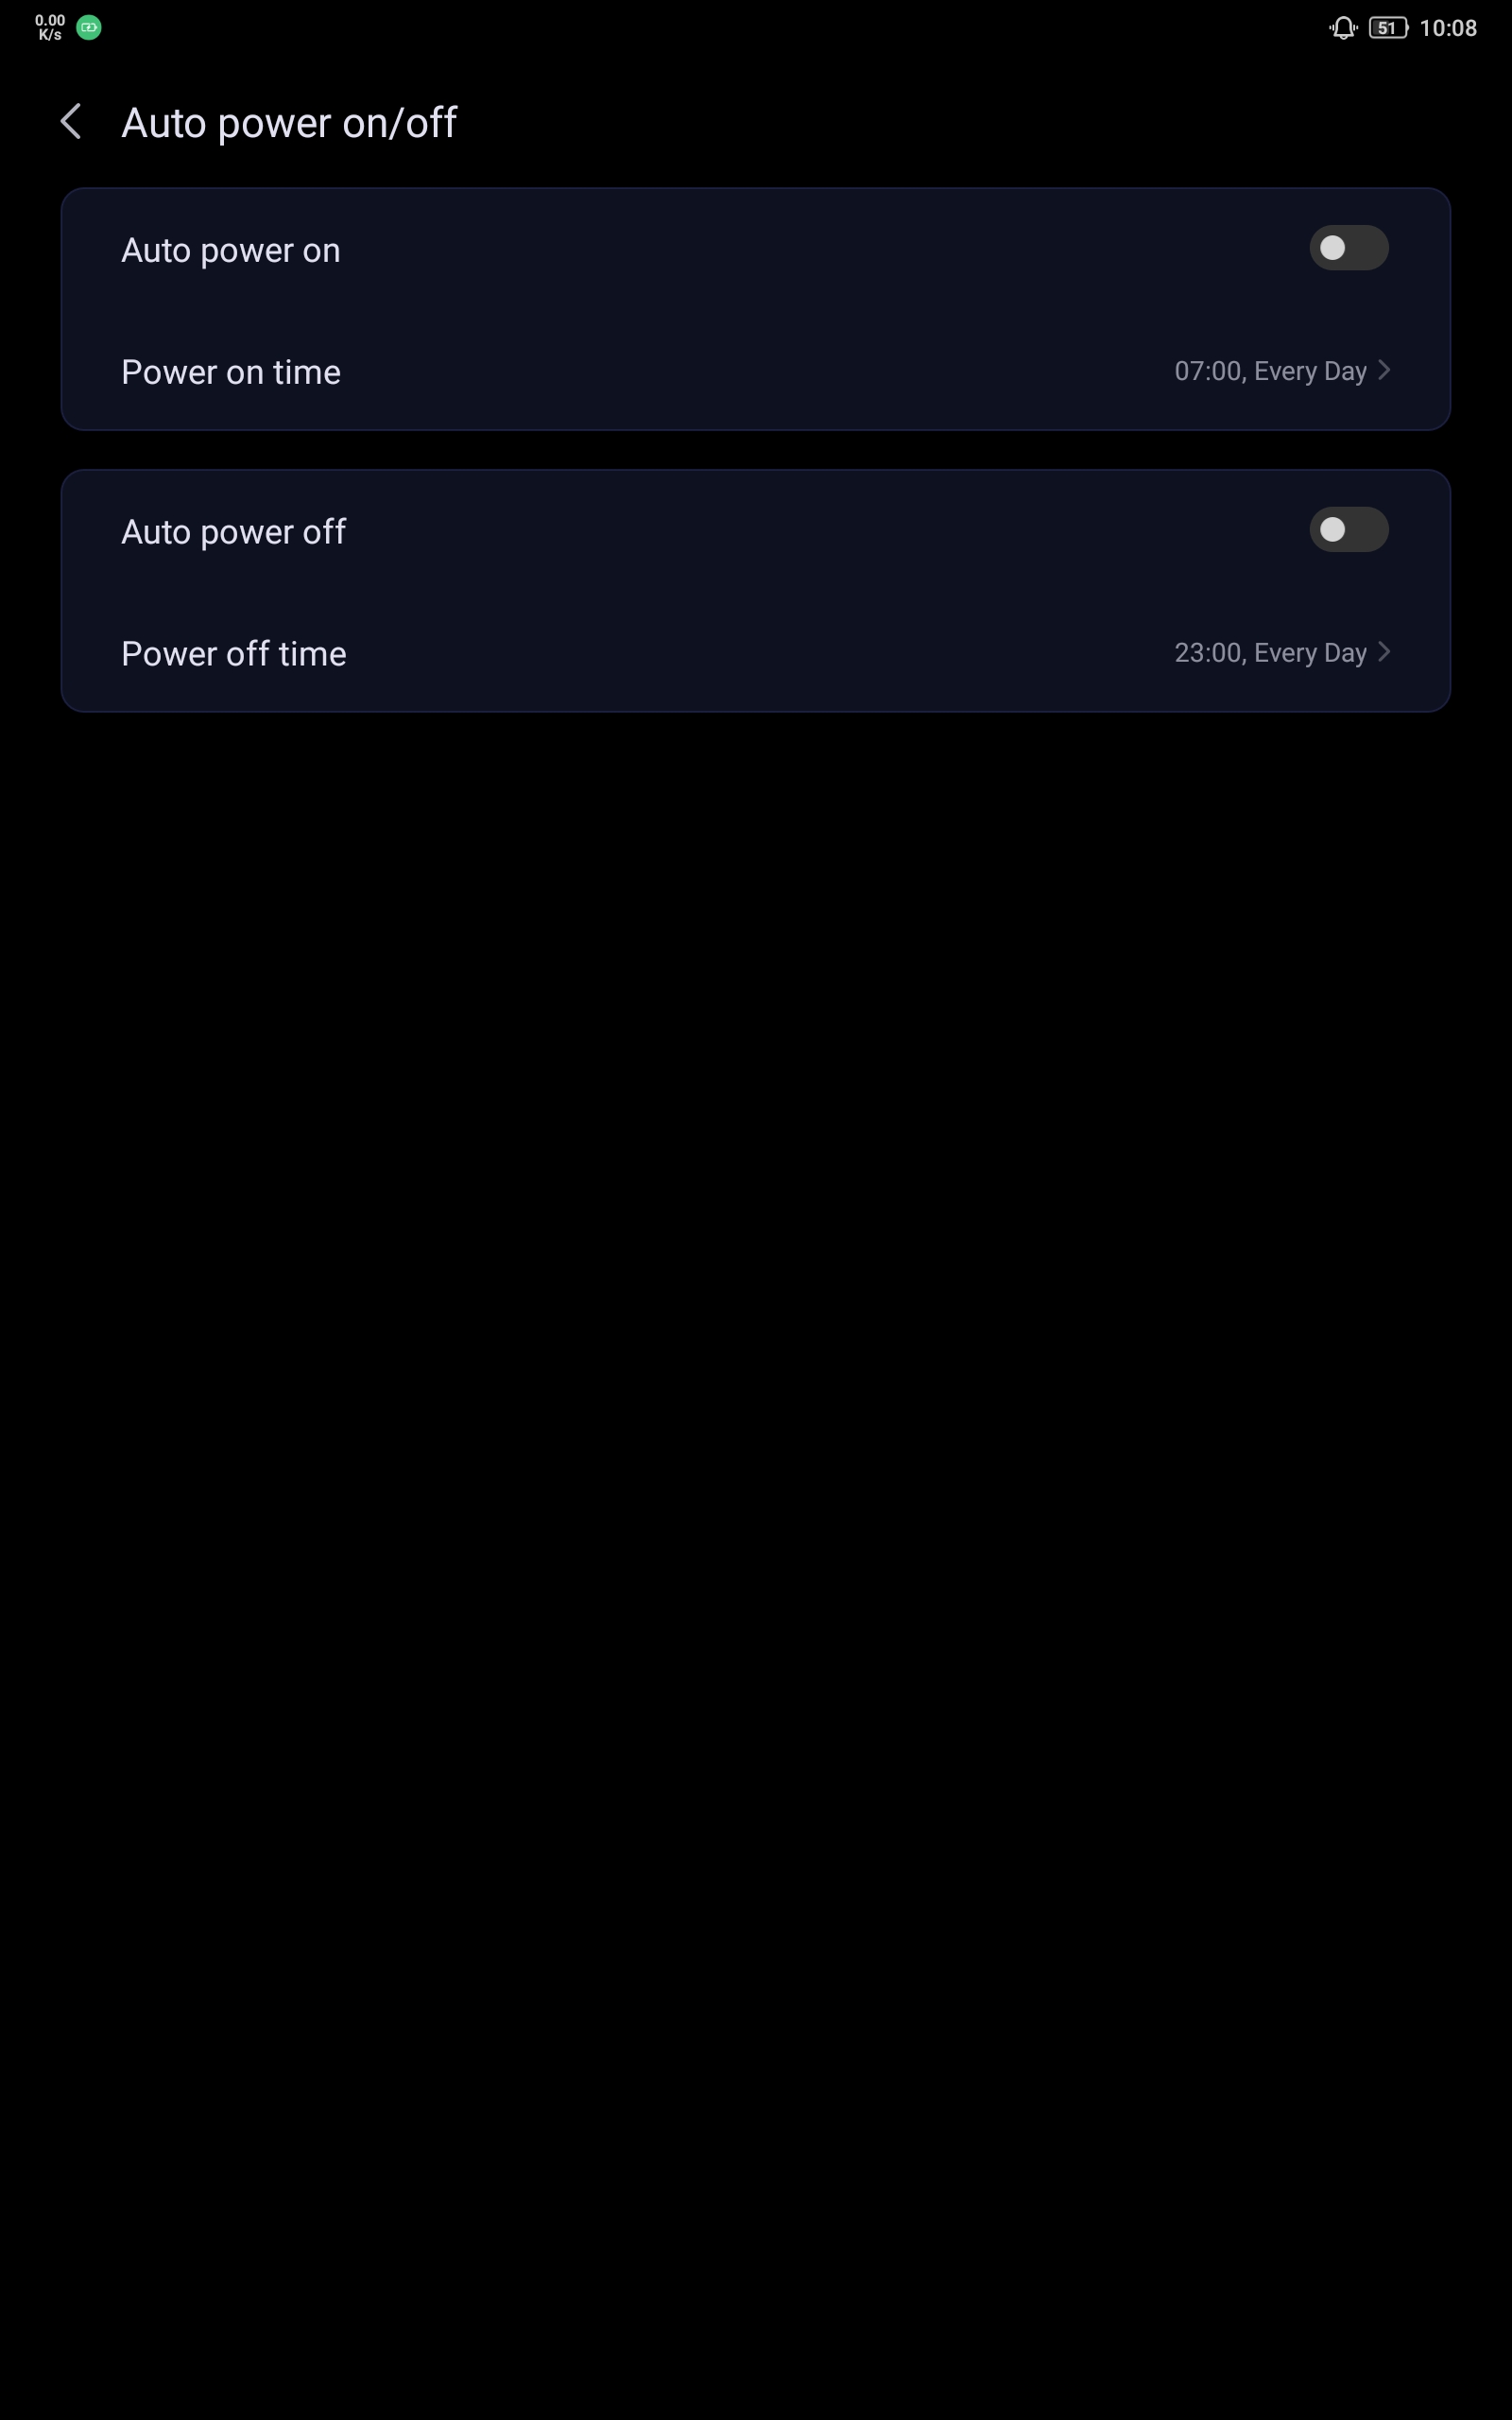 0.00
K/s
51 10:08
Auto power on/off
Auto power on
Power on time 07:00, Every Day
Auto power off
Power off time 23:00, Every Day